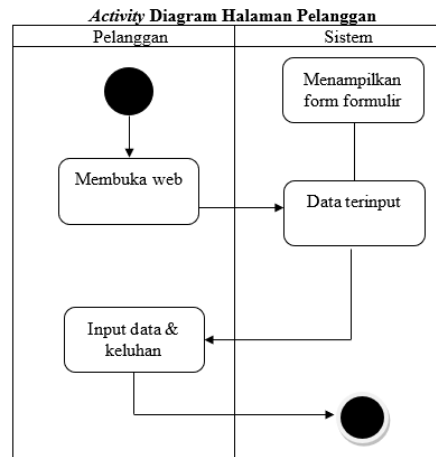 Activity Diagram Halaman Pelanggan
Pelanggan
Sistem
Menampilkan
form formulir
Membuka web
Data terinput
Input data &
keluhan